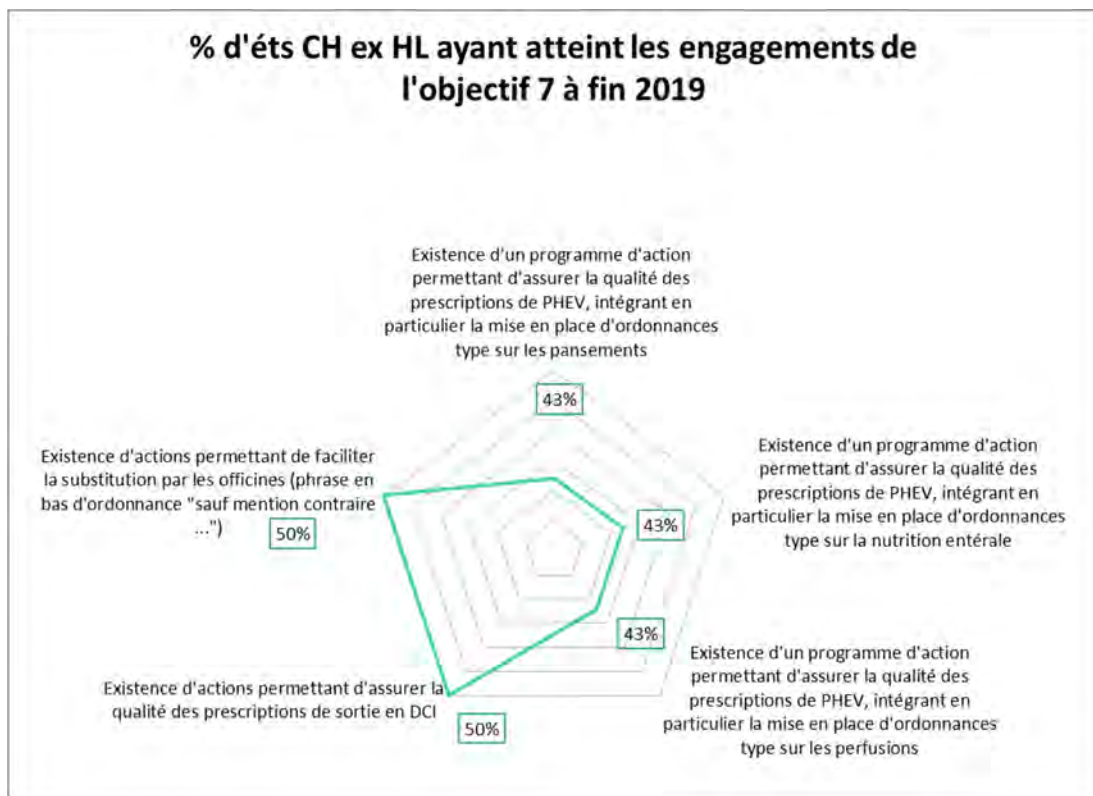 % d'éts CH ex HL ayant atteint les engagements de
l'objectif 7 à fin 2019
Existence d'un programme d'action
permettant d'assurer la qualité des
prescriptions de PHEV, intégrant en
particulier la mise en place d'ordonnances
type sur les pansements
43%
Existence d'un programme d'action
permettant d'assurer la qualité des
prescriptions de PHEV, intégrant en
particulier la mise en place d'ordonnances
type sur la nutrition entérale
43%
Existence d'un programme d'action
permettant d'assurer la qualité des
prescriptions de PHEV, intégrant en
particulier la mise en place d'ordonnances
type sur les perfusions
43%
Existence d'actions permettant d'assurer la
qualité des prescriptions de sortie en DCI
50%
Existence d'actions permettant de faciliter
la substitution par les officines (phrase en
bas d'ordonnance "sauf mention contraire
...")
50%